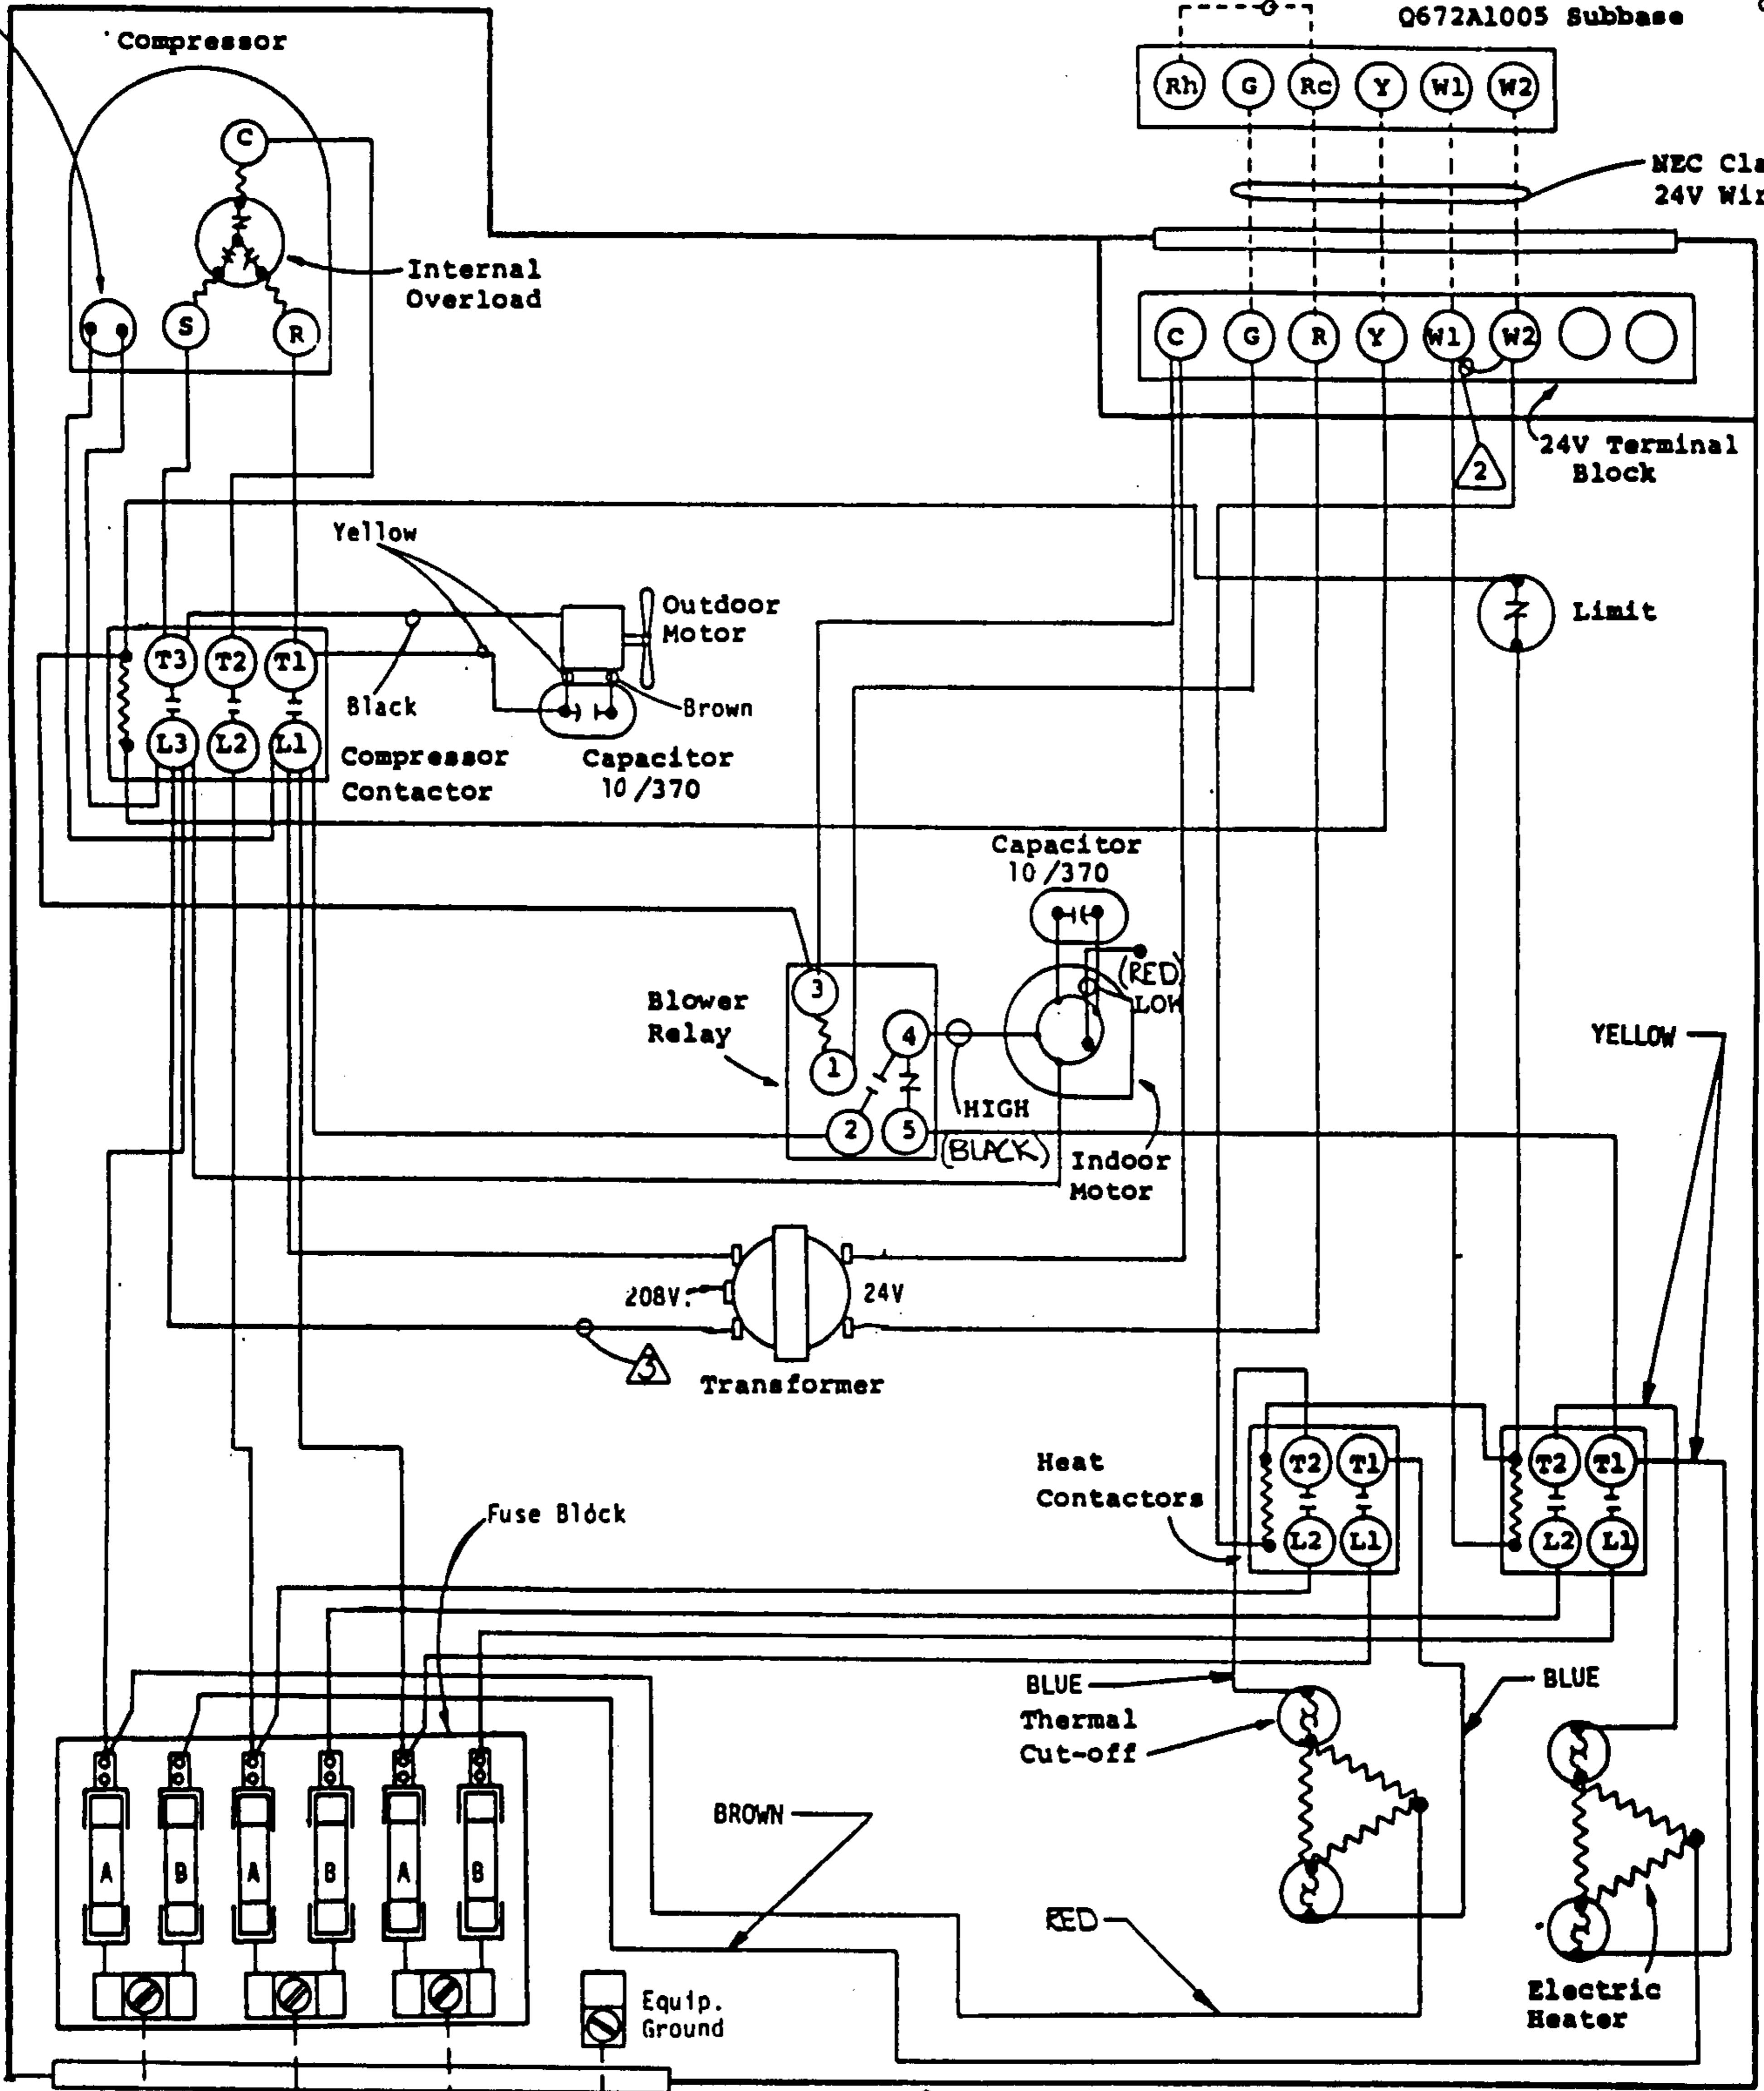 Q672A1005 Subbase
Compressor
Rh G Rc Y W1 W2
C
24V
Internal
Overload
S R
C G R Y W1 W2
24V Terminal
Block
2
Yellow
Outdoor
Motor
Limit
T3 T2 T1
Black
Brown
L3 L2 L1
Compressor
Contactor
Capacitor
10/370
Capacitor
10/370
(RED)
LOW
Blower
Relay
3
4
1
2 5
HIGH
(BLACK)
Indoor
Motor
YELLOW
208V.
24V
3
Transformer
Heat
Contactors
T2 T1
L2 L1
T2 T1
L2 L1
Fuse Block
BLUE
Thermal
Cut-off
BLUE
BROWN
A B A B A B
RED
Electric
Heater
Equip.
Ground